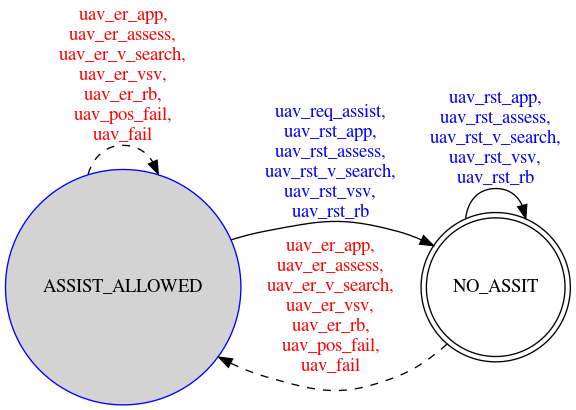 uav_er_app,
uav_er_assess,
uav_er_v_search,
uav_er_vsv,
uav_er_rb,
uav_pos_fail,
uav_fail
uav_req_assist,
uav_rst_app,
uav_rst_assess,
uav_rst_v_search,
uav_rst_vsv,
uav_rst_rb
uav_rst_app,
uav_rst_assess,
uav_rst_v_search,
uav_rst_vsv,
uav_rst_rb
ASSIST_ALLOWED
uav_er_app,
uav_er_assess,
uav_er_v_search,
uav_er_vsv,
uav_er_rb,
uav_pos_fail,
uav_fail
NO_ASSIT